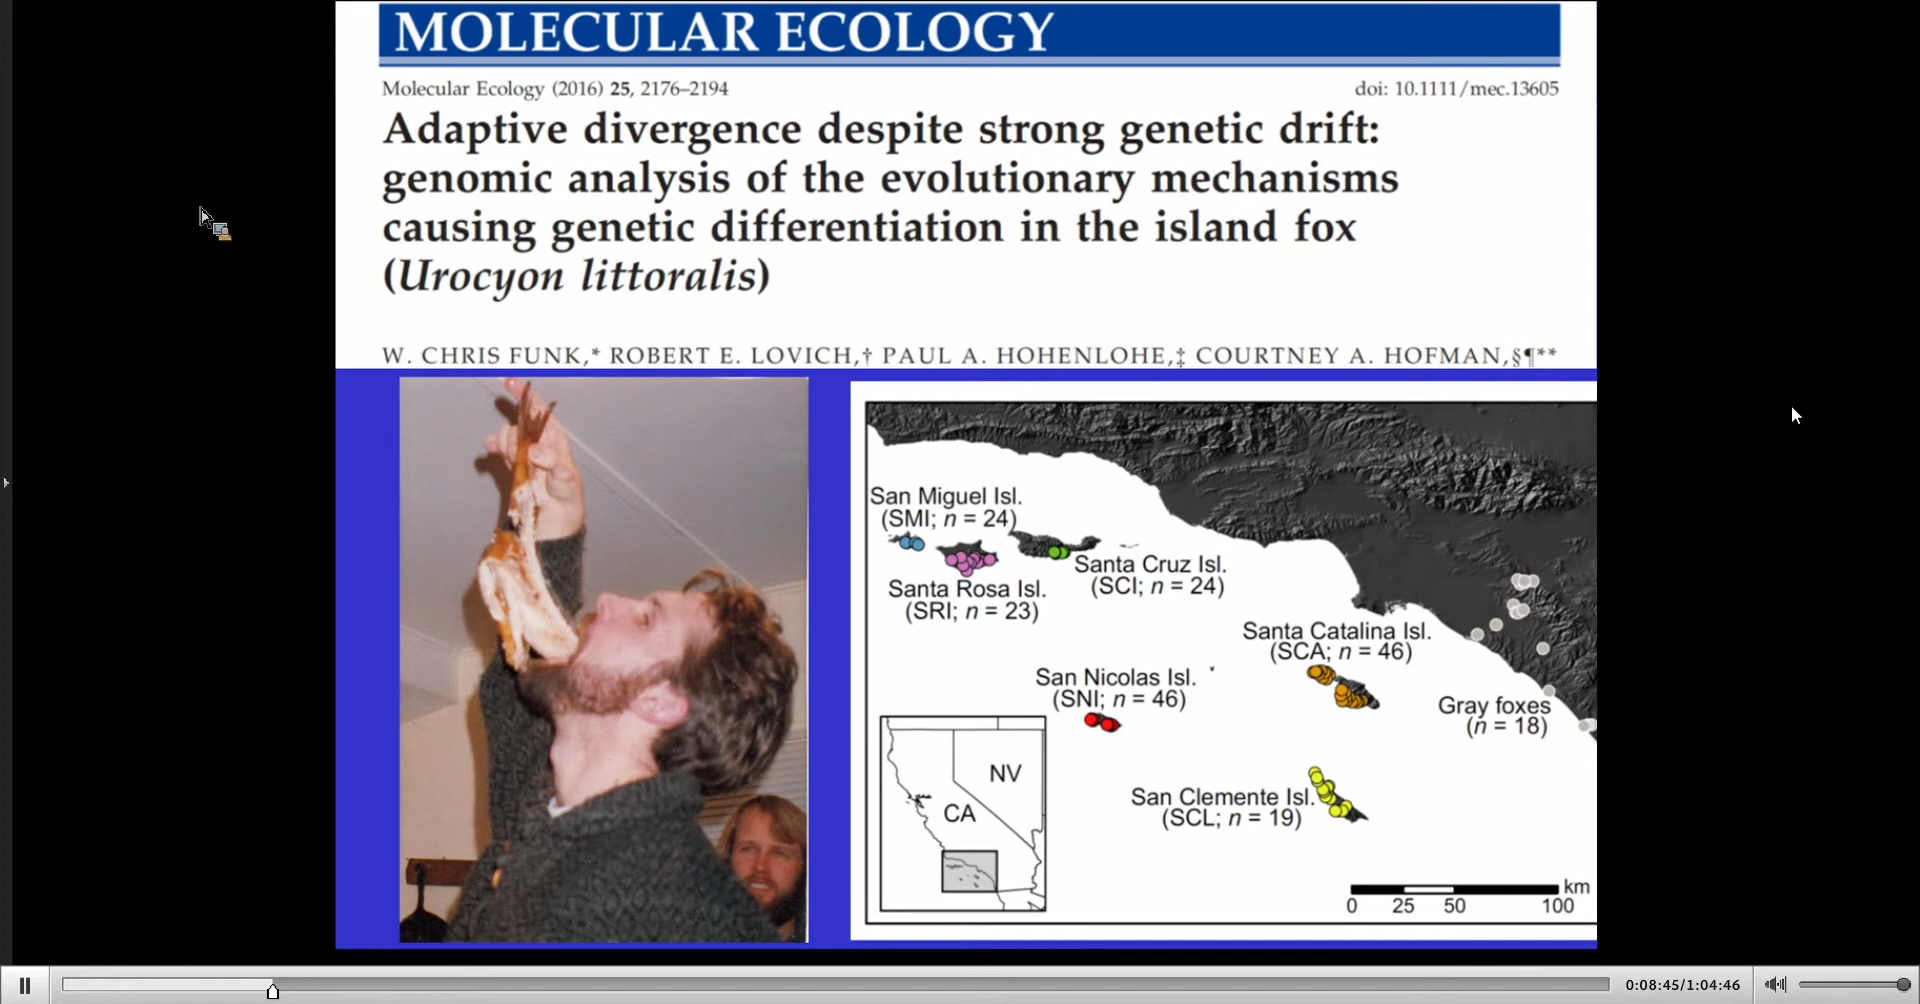 MOLECULAR ECOLOGY
Molecular Ecology (2016) 25, 2176–2194
doi: 10.1111/mec.13605
Adaptive divergence despite strong genetic drift:
genomic analysis of the evolutionary mechanisms
causing genetic differentiation in the island fox
(Urocyon littoralis)
W. CHRIS FUNK,* ROBERT E. LOVICH,† PAUL A. HOHENLOHE,‡ COURTNEY A. HOFMAN,§¶**
San Miguel Isl.
(SMI; n = 24)
Santa Cruz Isl.
(SCI; n = 24)
Santa Rosa Isl.
(SRI; n = 23)
Santa Catalina Isl.
(SCA; n = 46)
San Nicolas Isl.
(SNI; n = 46)
Gray foxes
(n = 18)
San Clemente Isl.
(SCL; n = 19)
NV
CA
km
0 25 50 100
0:08:45/1:04:46